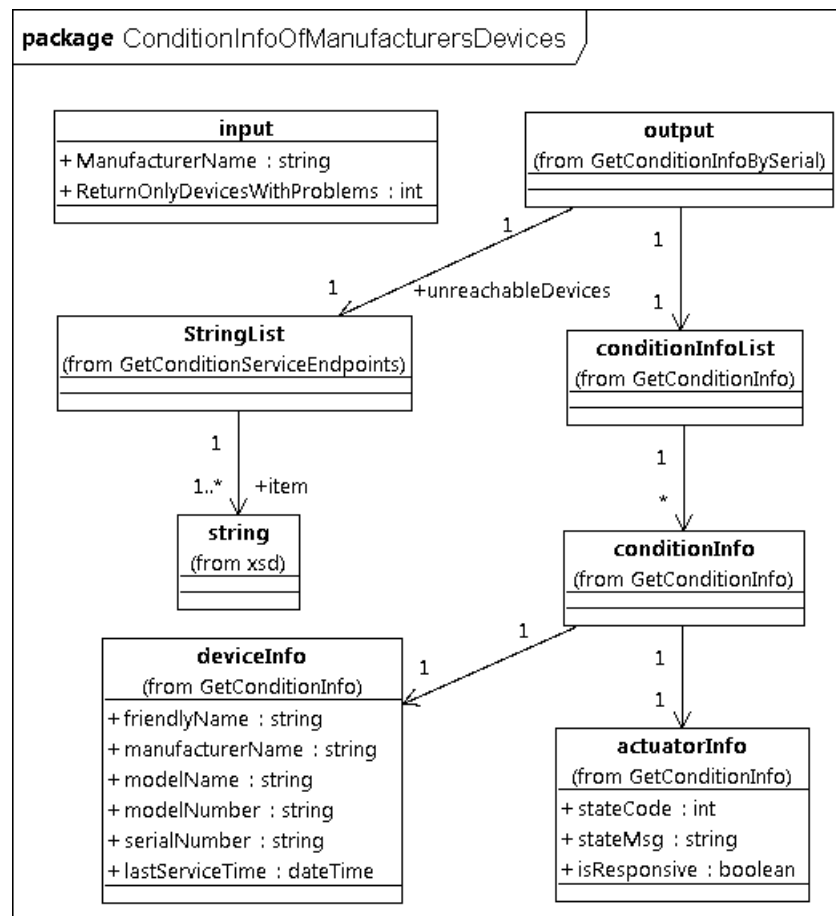 package ConditionInfoOfManufacturersDevices
input
+ ManufacturerName : string
+ ReturnOnlyDevicesWithProblems : int
output
(from GetConditionInfoBySerial)
1
1
+unreachableDevices
1
1
StringList
(from GetConditionServiceEndpoints)
conditionInfoList
(from GetConditionInfo)
1
1..*
+item
1
*
string
(from xsd)
conditionInfo
(from GetConditionInfo)
1
1
1
1
deviceInfo
(from GetConditionInfo)
+ friendlyName : string
+ manufacturerName : string
+ modelName : string
+ modelNumber : string
+ serialNumber : string
+ lastServiceTime : dateTime
actuatorInfo
(from GetConditionInfo)
+ stateCode : int
+ stateMsg : string
+ isResponsive : boolean